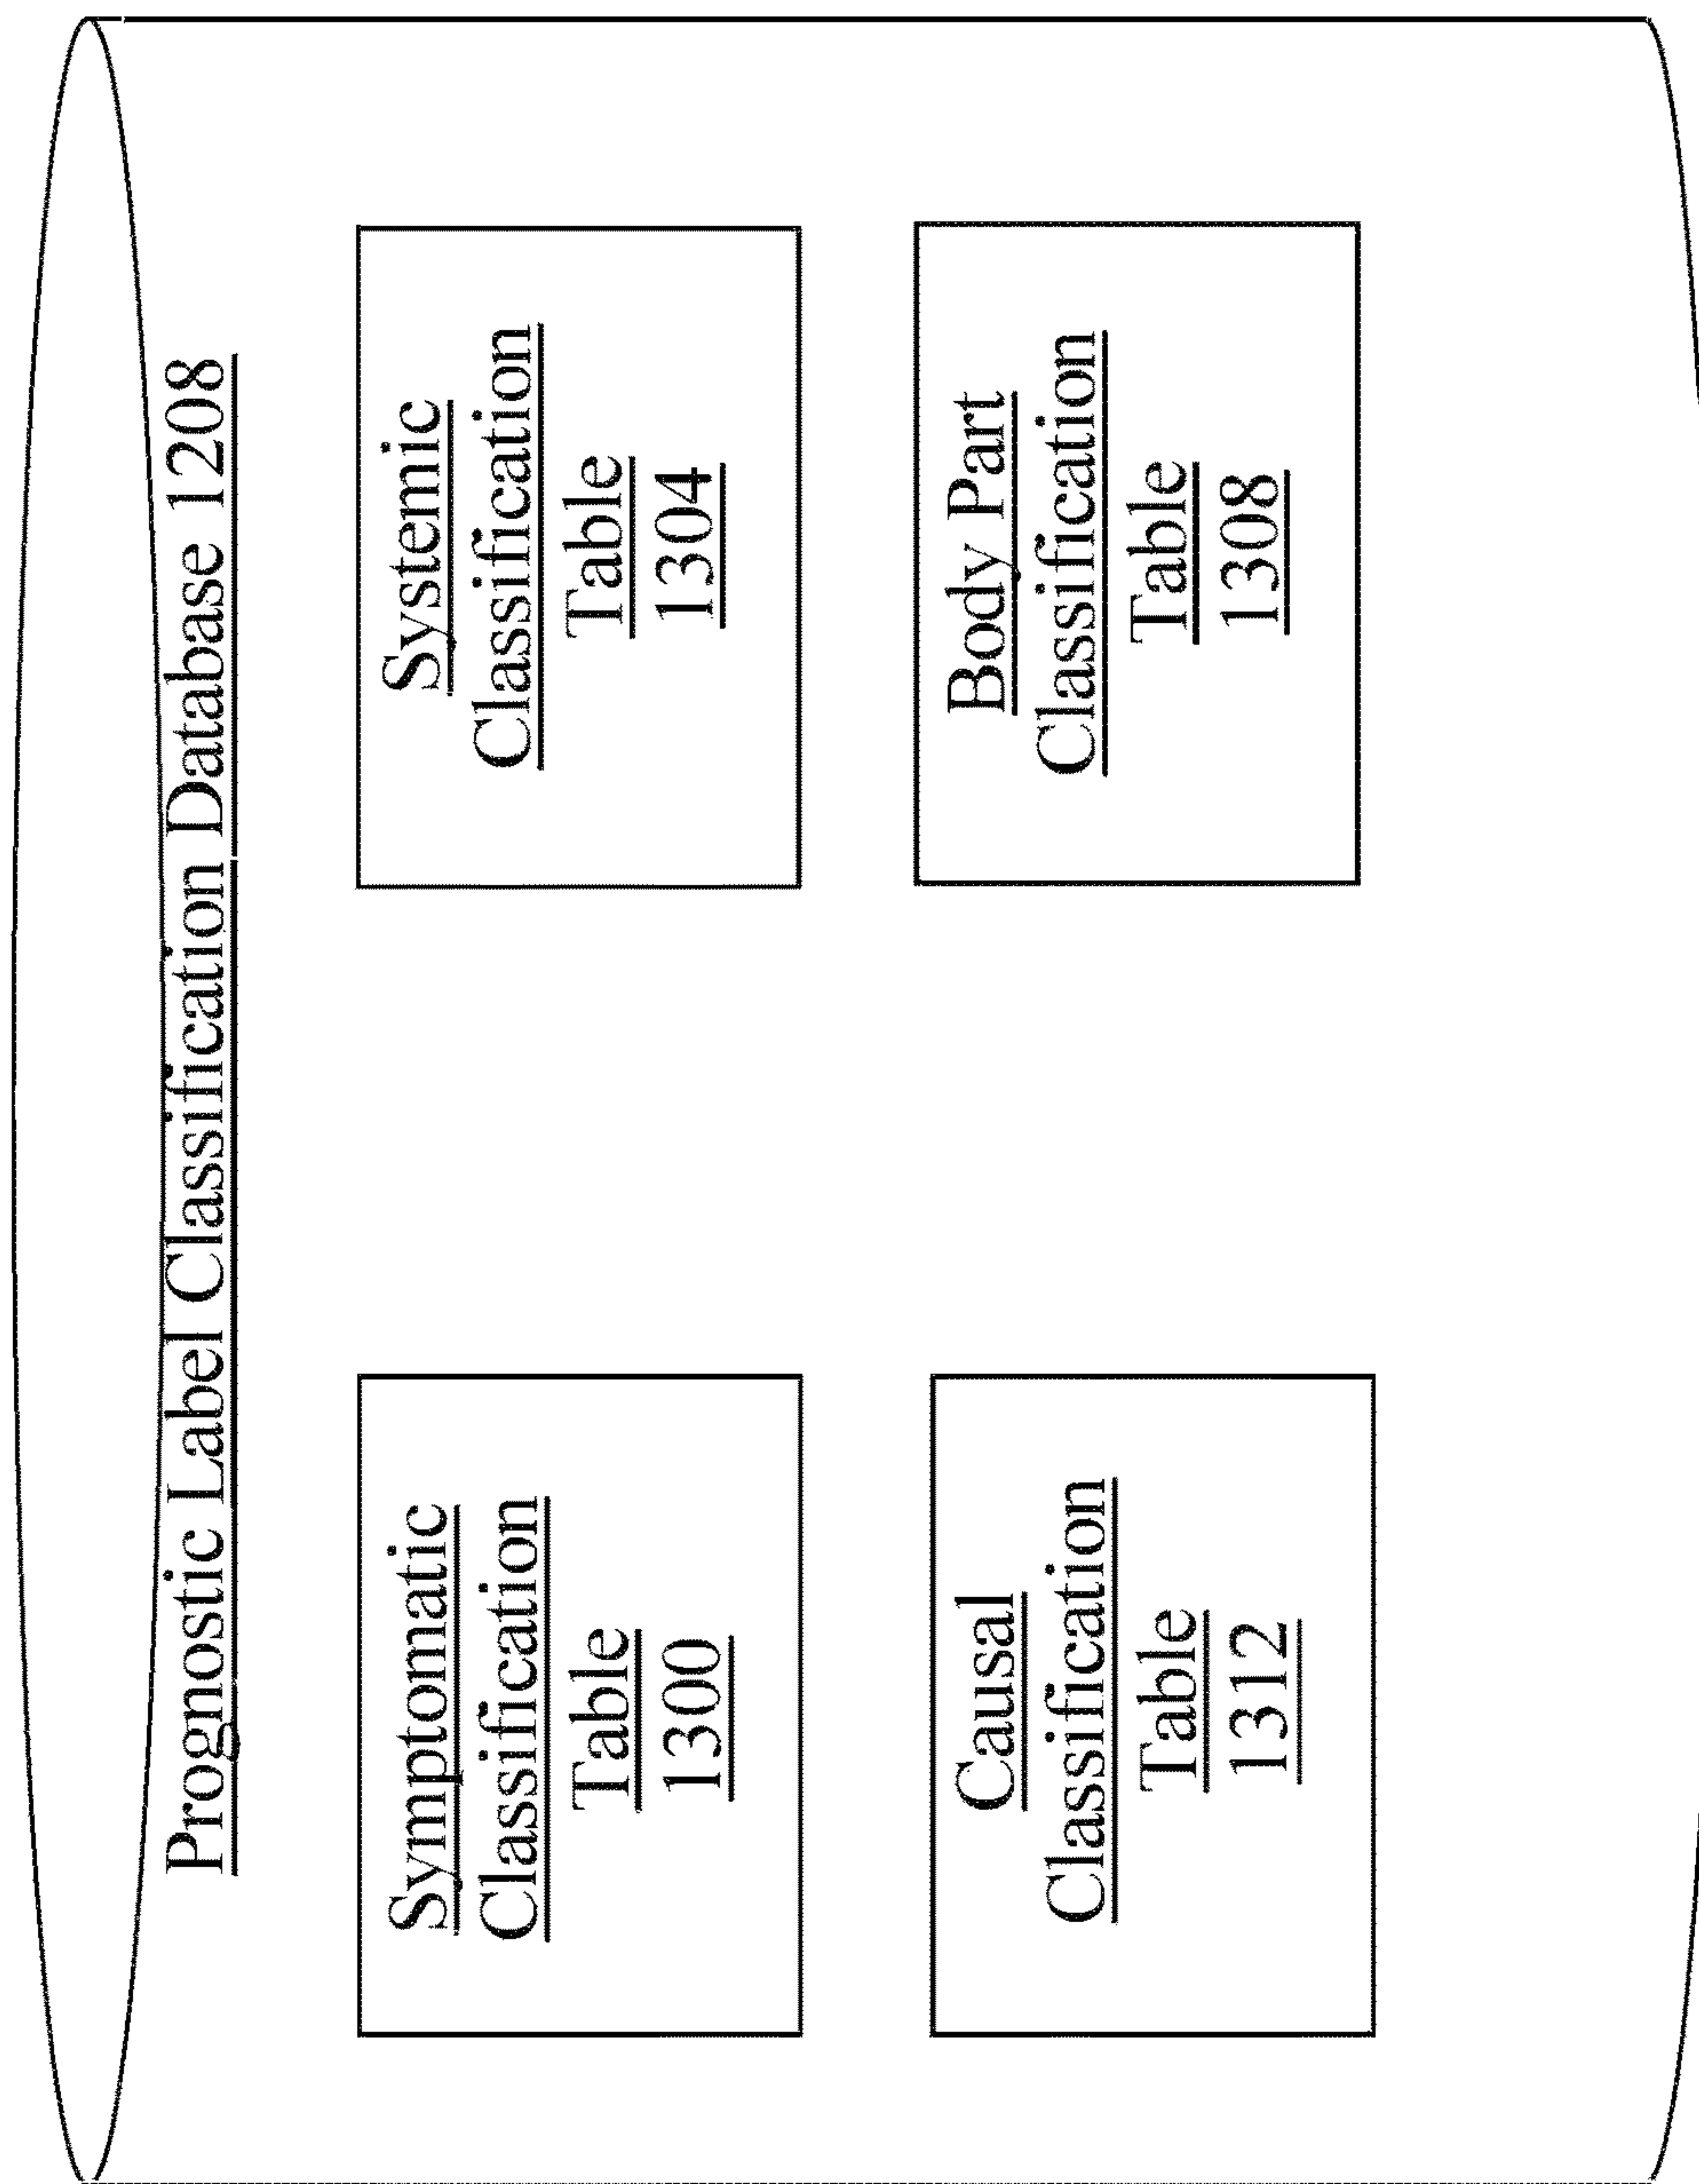 Prognostic Label Classification Database 1208
Symptomatic
Classification
Table
1300
Systemic
Classification
Table
1304
Causal
Classification
Table
1312
Body Part
Classification
Table
1308